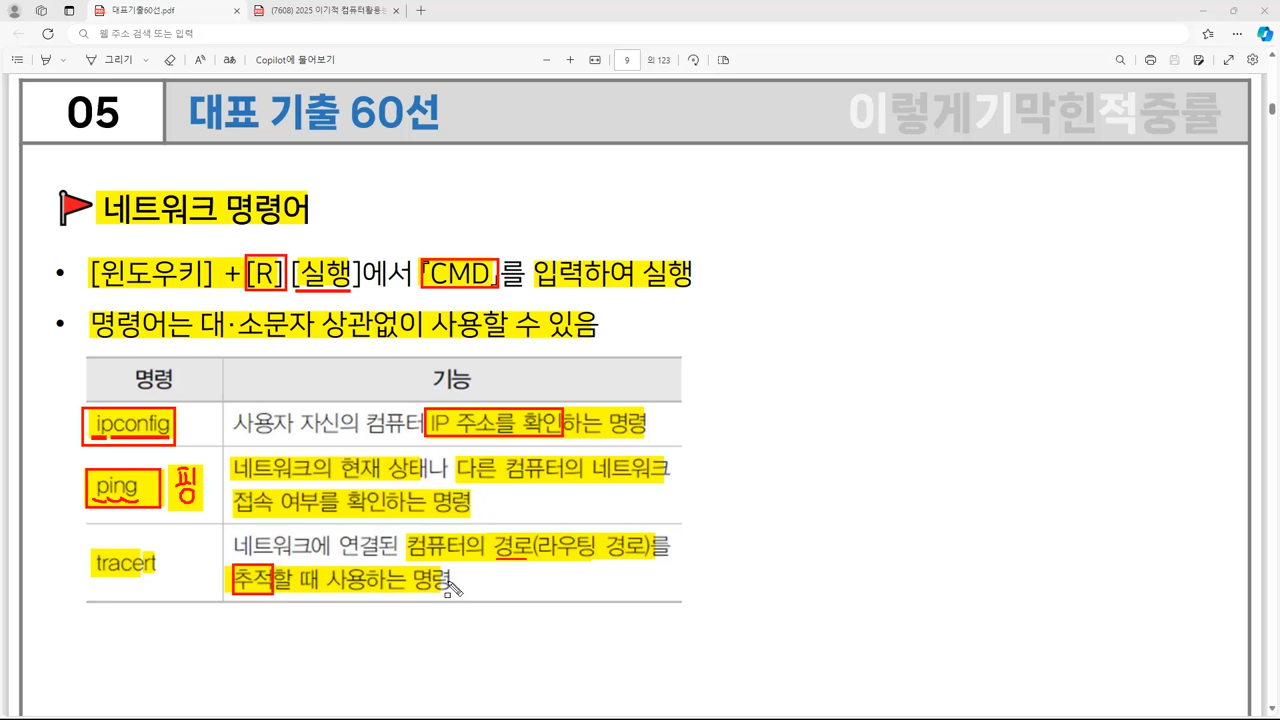 대표기출60선.pdf
(7608) 2025 이기적 컴퓨터활용능
웹 주소 검색 또는 입력
그리기
Copilot에 물어보기
9
의 123
05
대표 기출 60선
이렇게기막힌적중률
네트워크 명령어
• [윈도우키] + [R] [실행]에서 『CMD』를 입력하여 실행
• 명령어는 대·소문자 상관없이 사용할 수 있음
명령 기능
ipconfig 사용자 자신의 컴퓨터 IP 주소를 확인하는 명령
ping 핑 네트워크의 현재 상태나 다른 컴퓨터의 네트워크
접속 여부를 확인하는 명령
tracert 네트워크에 연결된 컴퓨터의 경로(라우팅 경로)를
추적할 때 사용하는 명령